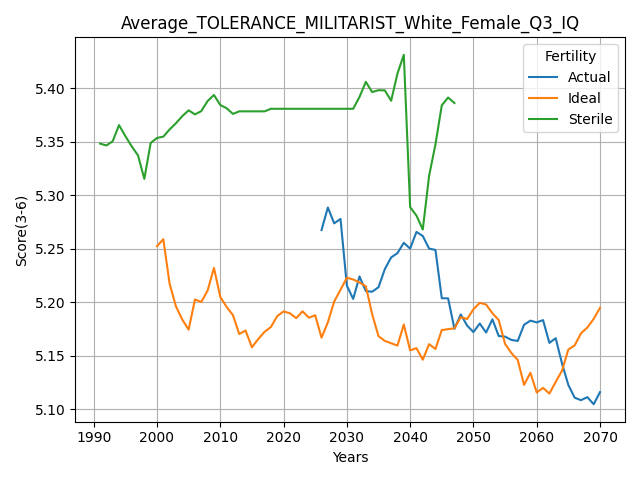 Average_TOLERANCE_MILITARIST_White_Female_Q3_IQ
Fertility
Actual
Ideal
Sterile
Score(3-6)
5.40
5.35
5.30
5.25
5.20
5.15
5.10
1990 2000 2010 2020 2030 2040 2050 2060 2070
Years